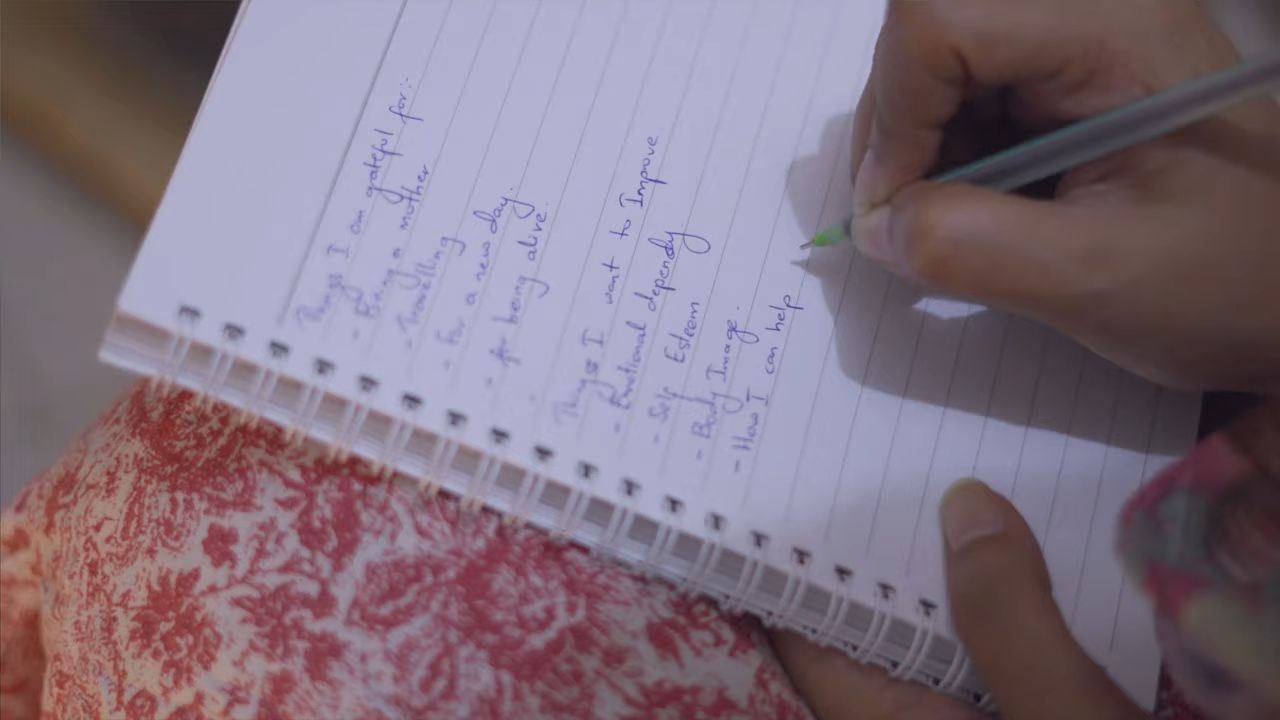 Things I am grateful for:
- Being a mother
- Travelling
- For a new day.
- for being alive.
Things I want to Improve
- Emotional dependy
- Self Esteem
- Body Image.
- How I can help